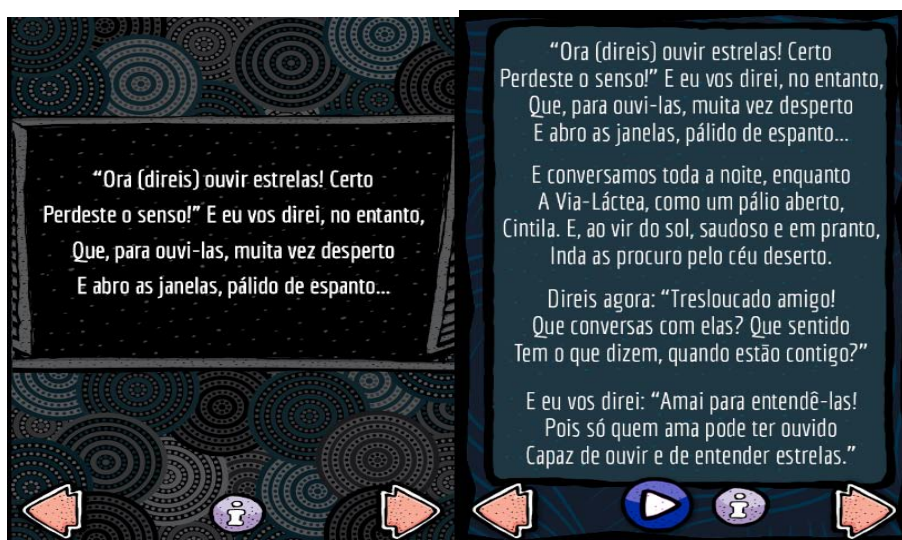 “Ora (direis) ouvir estrelas! Certo
Perdeste o senso!” E eu vos direi, no entanto,
Que, para ouvi-las, muita vez desperto
E abro as janelas, pálido de espanto...
“Ora (direis) ouvir estrelas! Certo
Perdeste o senso!” E eu vos direi, no entanto,
Que, para ouvi-las, muita vez desperto
E abro as janelas, pálido de espanto...
E conversamos toda a noite, enquanto
A Via-Láctea, como um pálio aberto,
Cintila. E, ao vir do sol, saudoso e em pranto,
Inda as procuro pelo céu deserto.
Direis agora: “Tresloucado amigo!
Que conversas com elas? Que sentido
Tem o que dizem, quando estão contigo?”
E eu vos direi: “Amai para entendê-las!
Pois só quem ama pode ter ouvido
Capaz de ouvir e de entender estrelas.”
i
i